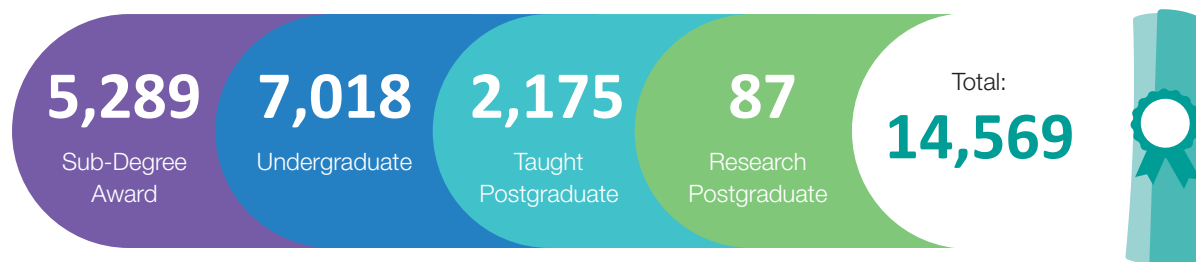 5,289
Sub-Degree
Award
7,018
Undergraduate
2,175
Taught
Postgraduate
87
Research
Postgraduate
Total:
14,569